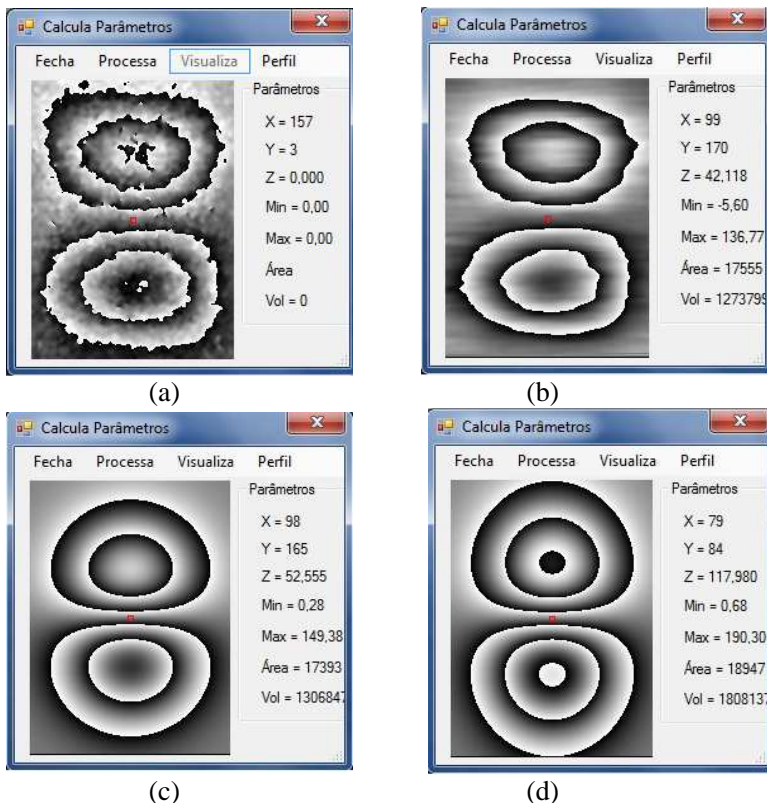 Calcula Parâmetros
Fecha Processa Visualiza Perfil
Parâmetros
X = 157
Y = 3
Z = 0,000
Min = 0,00
Max = 0,00
Área
Vol = 0
(a)
Calcula Parâmetros
Fecha Processa Visualiza Perfil
Parâmetros
X = 99
Y = 170
Z = 42,118
Min = -5,60
Max = 136,77
Área = 17555
Vol = 1273795
(b)
Calcula Parâmetros
Fecha Processa Visualiza Perfil
Parâmetros
X = 98
Y = 165
Z = 52,555
Min = 0,28
Max = 149,38
Área = 17393
Vol = 1306847
(c)
Calcula Parâmetros
Fecha Processa Visualiza Perfil
Parâmetros
X = 79
Y = 84
Z = 117,980
Min = 0,68
Max = 190,30
Área = 18947
Vol = 1808137
(d)